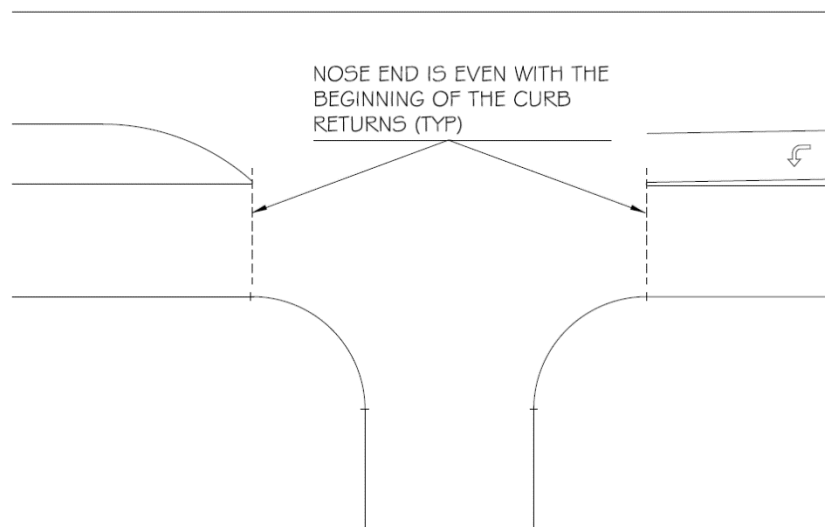 NOSE END IS EVEN WITH THE
BEGINNING OF THE CURB
RETURNS (TYP)